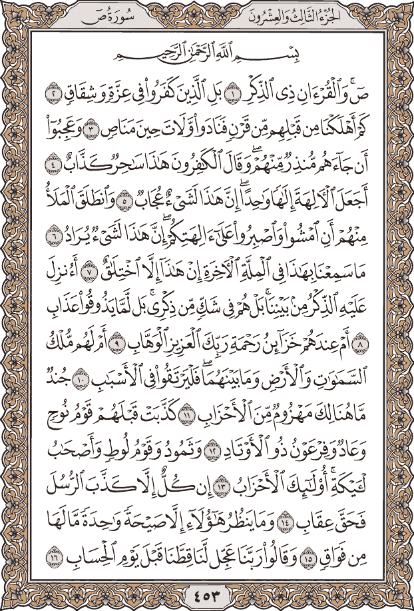 الجزء الثالث والعشرون
سورة ص
بِسْمِ ٱللَّهِ ٱلرَّحْمَٰنِ ٱلرَّحِيمِ
صٓ ۚ وَٱلْقُرْءَانِ ذِى ٱلذِّكْرِ ١ بَلِ ٱلَّذِينَ كَفَرُوا۟ فِى عِزَّةٍ وَشِقَاقٍ ٢
كَمْ أَهْلَكْنَا مِن قَبْلِهِم مِّن قَرْنٍ فَنَادَوا۟ وَّلَاتَ حِينَ مَنَاصٍ ٣ وَعَجِبُوٓا۟
أَن جَآءَهُم مُّنذِرٌ مِّنْهُمْ ۖ وَقَالَ ٱلْكَٰفِرُونَ هَٰذَا سَٰحِرٌ كَذَّابٌ ٤
أَجَعَلَ ٱلْءَالِهَةَ إِلَٰهًا وَٰحِدًا ۖ إِنَّ هَٰذَا لَشَىْءٌ عُجَابٌ ٥ وَٱنطَلَقَ ٱلْمَلَأُ
مِنْهُمْ أَنِ ٱمْشُوا۟ وَٱصْبِرُوا۟ عَلَىٰٓ ءَالِهَتِكُمْ ۖ إِنَّ هَٰذَا لَشَىْءٌ يُرَادُ ٦
مَا سَمِعْنَا بِهَٰذَا فِى ٱلْمِلَّةِ ٱلْءَاخِرَةِ إِنْ هَٰذَآ إِلَّا ٱخْتِلَٰقٌ ٧ أَءُنزِلَ
عَلَيْهِ ٱلذِّكْرُ مِنۢ بَيْنِنَا ۚ بَلْ هُمْ فِى شَكٍّ مِّن ذِكْرِى ۖ بَل لَّمَّا يَذُوقُوا۟ عَذَابِ
٨ أَمْ عِندَهُمْ خَزَآئِنُ رَحْمَةِ رَبِّكَ ٱلْعَزِيزِ ٱلْوَهَّابِ ٩ أَمْ لَهُم مُّلْكُ
ٱلسَّمَٰوَٰتِ وَٱلْأَرْضِ وَمَا بَيْنَهُمَا ۖ فَلْيَرْتَقُوا۟ فِى ٱلْأَسْبَٰبِ ١٠ جُندٌ
مَّا هُنَالِكَ مَهْزُومٌ مِّنَ ٱلْأَحْزَابِ ١١ كَذَّبَتْ قَبْلَهُمْ قَوْمُ نُوحٍ
وَعَادٌ وَفِرْعَوْنُ ذُو ٱلْأَوْتَادِ ١٢ وَثَمُودُ وَقَوْمُ لُوطٍ وَأَصْحَٰبُ
لْـَٔيْكَةِ ۚ أُو۟لَٰٓئِكَ ٱلْأَحْزَابُ ١٣ إِن كُلٌّ إِلَّا كَذَّبَ ٱلرُّسُلَ
فَحَقَّ عِقَابِ ١٤ وَمَا يَنظُرُ هَٰٓؤُلَآءِ إِلَّا صَيْحَةً وَٰحِدَةً مَّا لَهَا
مِن فَوَاقٍ ١٥ وَقَالُوا۟ رَبَّنَا عَجِّل لَّنَا قِطَّنَا قَبْلَ يَوْمِ ٱلْحِسَابِ ١٦
٤٥٣